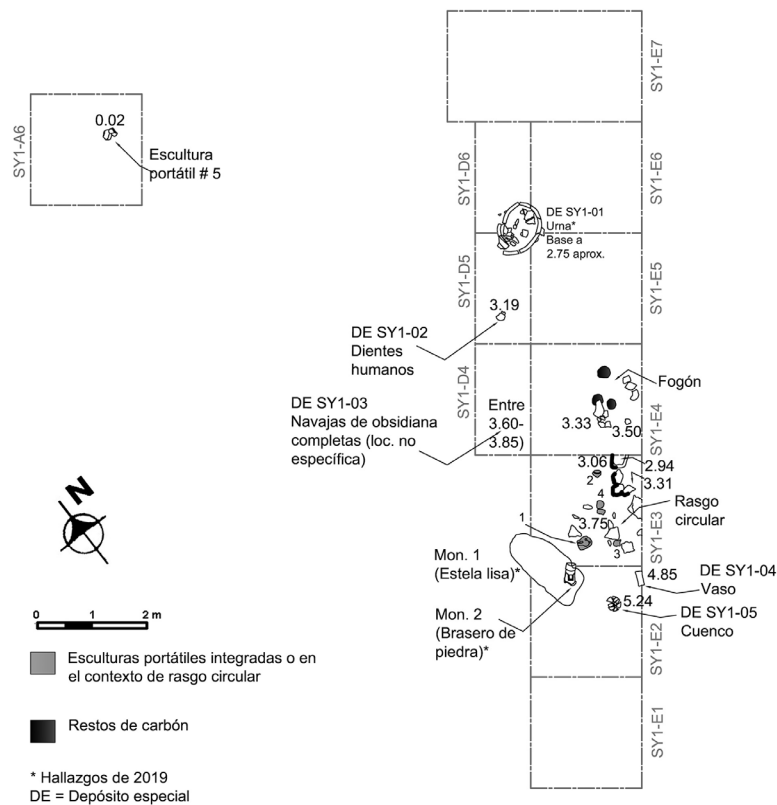 SY1-E7
SY1-A6
0.02
Escultura
portátil # 5
SY1-D6
SY1-E6
DE SY1-01
Urna*
Base a
2.75 aprox.
SY1-D5
SY1-E5
3.19
DE SY1-02
Dientes
humanos
SY1-D4
SY1-E4
Fogón
DE SY1-03
Navajas de obsidiana
completas (loc. no
específica)
Entre
3.60-
3.85)
3.33
3.50
3.06
2.94
2
3.31
4
Rasgo
circular
3.75
1
3
SY1-E3
N
Mon. 1
(Estela lisa)*
4.85
DE SY1-04
Vaso
Mon. 2
(Brasero de
piedra)*
5.24
DE SY1-05
Cuenco
SY1-E2
0 1 2 m
Esculturas portátiles integradas o en
el contexto de rasgo circular
Restos de carbón
SY1-E1
* Hallazgos de 2019
DE = Depósito especial